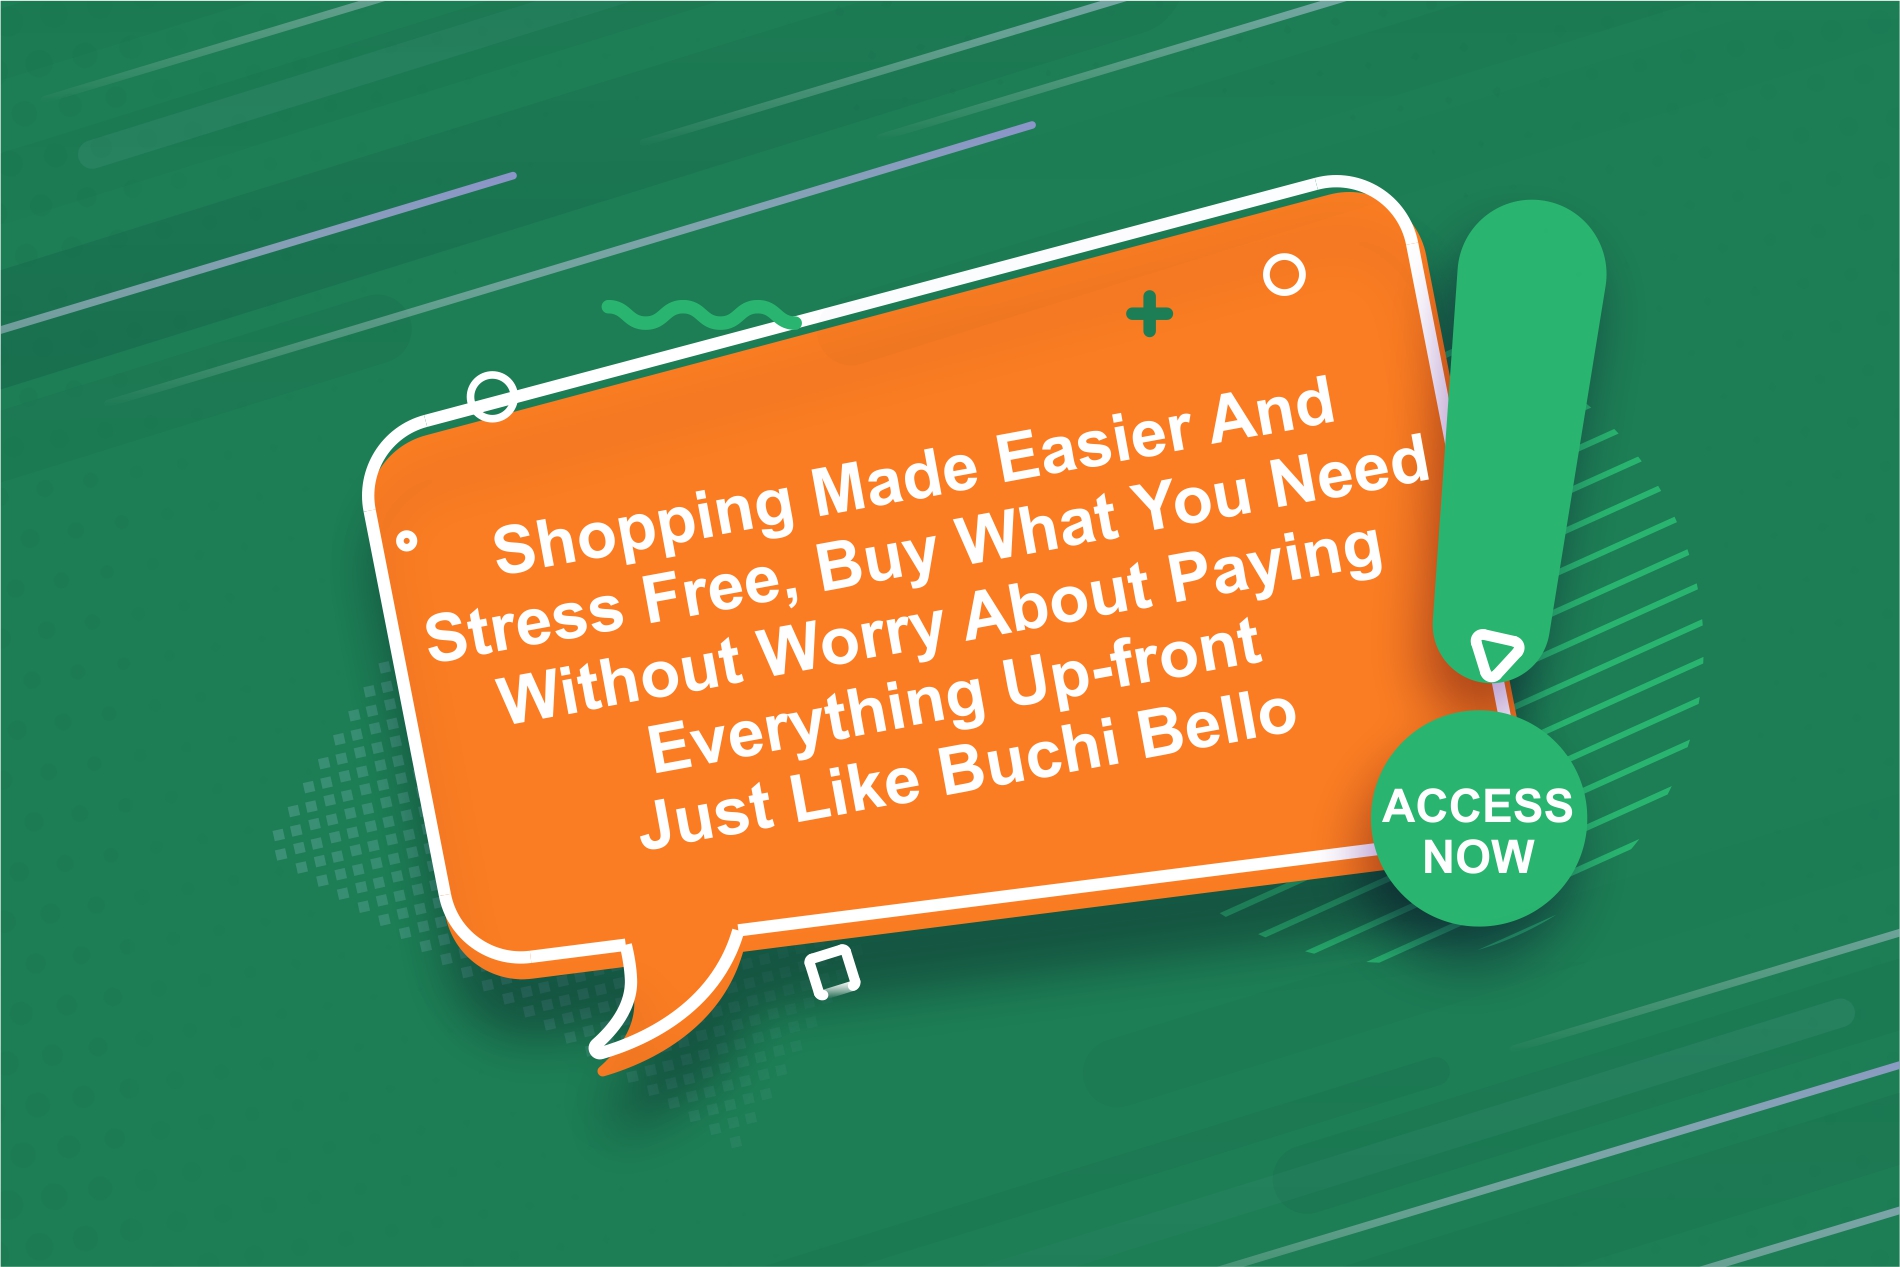 Shopping Made Easier And
Stress Free, Buy What You Need
Without Worry About Paying
Everything Up-front
Just Like Buchi Bello
ACCESS
NOW